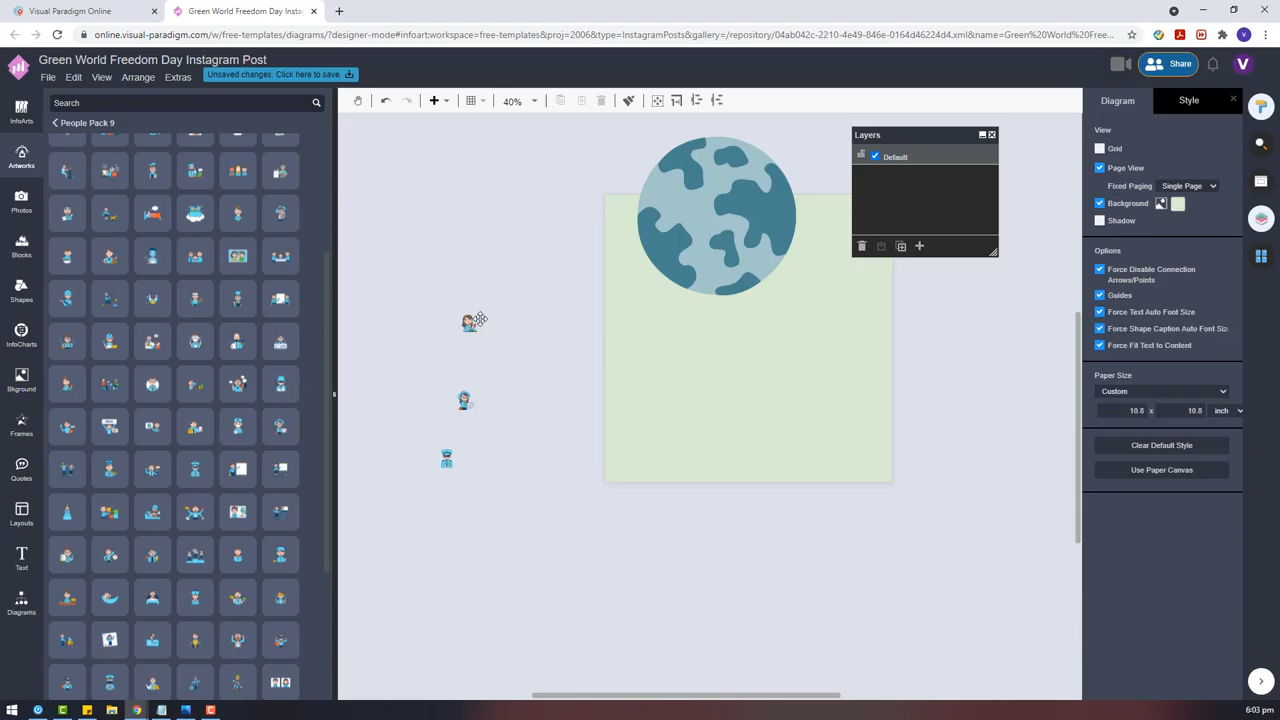 Visual Paradigm Online
Green World Freedom Day Insta
online.visual-paradigm.com/w/free-templates/diagrams/?designer-mode#infoart:workspace=free-templates&proj=2006&type=InstagramPosts&gallery=/repository/04ab042c-2210-4e49-846e-0164d46224d4.xml&name=Green%20World%20Free...
Green World Freedom Day Instagram Post
File Edit View Arrange Extras Unsaved changes. Click here to save.
Share
V
Search
People Pack 9
InfoArts
Artworks
Photos
Blocks
Shapes
InfoCharts
Bkground
Frames
Quotes
Layouts
Text
Diagrams
40%
Layers
Default
Diagram Style
View
Grid
Page View
Fixed Paging Single Page
Background
Shadow
Options
Force Disable Connection
Arrows/Points
Guides
Force Text Auto Font Size
Force Shape Caption Auto Font Siz
Force Fit Text to Content
Paper Size
Custom
10.8 x 10.8 inch
Clear Default Style
Use Paper Canvas
6:03 pm